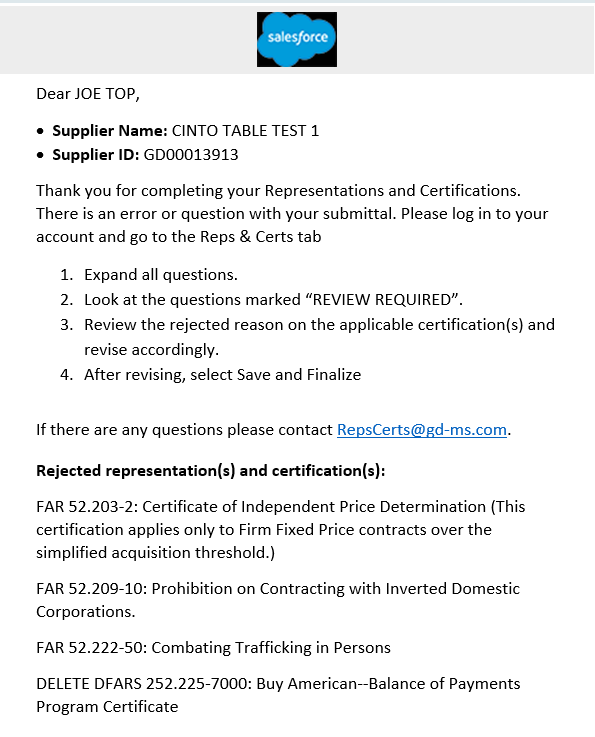 salesforce
Dear JOE TOP,
• Supplier Name: CINTO TABLE TEST 1
• Supplier ID: GD00013913
Thank you for completing your Representations and Certifications.
There is an error or question with your submittal. Please log in to your
account and go to the Reps & Certs tab
1. Expand all questions.
2. Look at the questions marked “REVIEW REQUIRED”.
3. Review the rejected reason on the applicable certification(s) and
revise accordingly.
4. After revising, select Save and Finalize
If there are any questions please contact RepsCerts@gd-ms.com.
Rejected representation(s) and certification(s):
FAR 52.203-2: Certificate of Independent Price Determination (This
certification applies only to Firm Fixed Price contracts over the
simplified acquisition threshold.)
FAR 52.209-10: Prohibition on Contracting with Inverted Domestic
Corporations.
FAR 52.222-50: Combating Trafficking in Persons
DELETE DFARS 252.225-7000: Buy American--Balance of Payments
Program Certificate